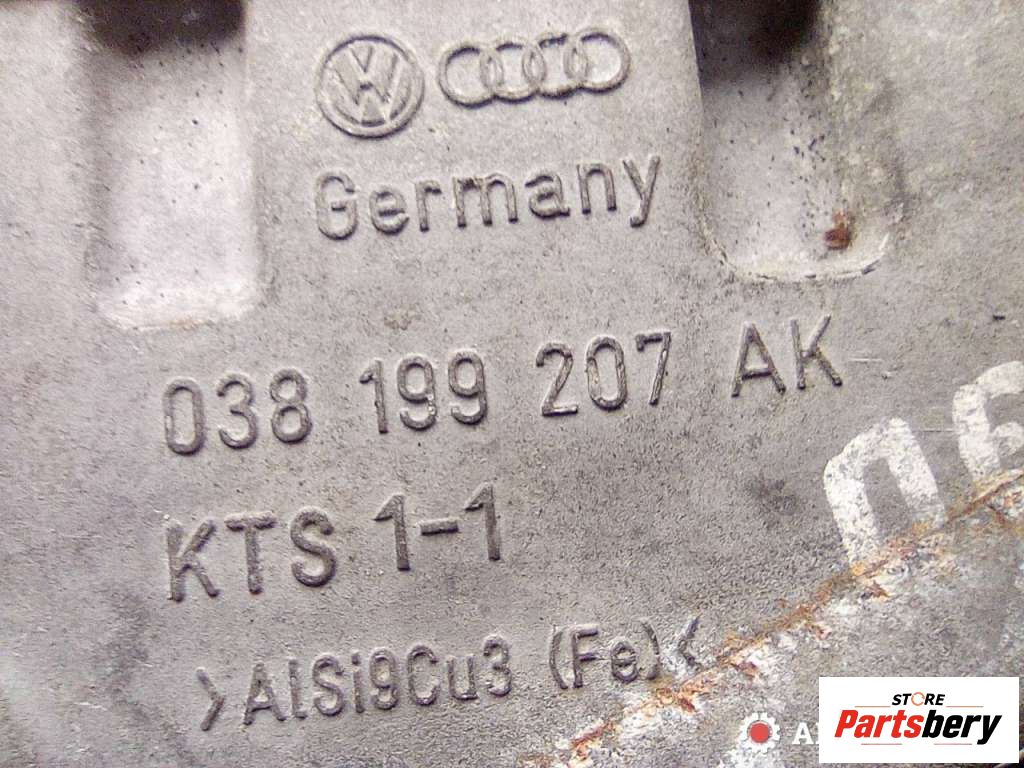 Germany
038 199 207 AK
KTS 1-1
>AlSi9Cu3 (Fe)<
STORE
Partsbery